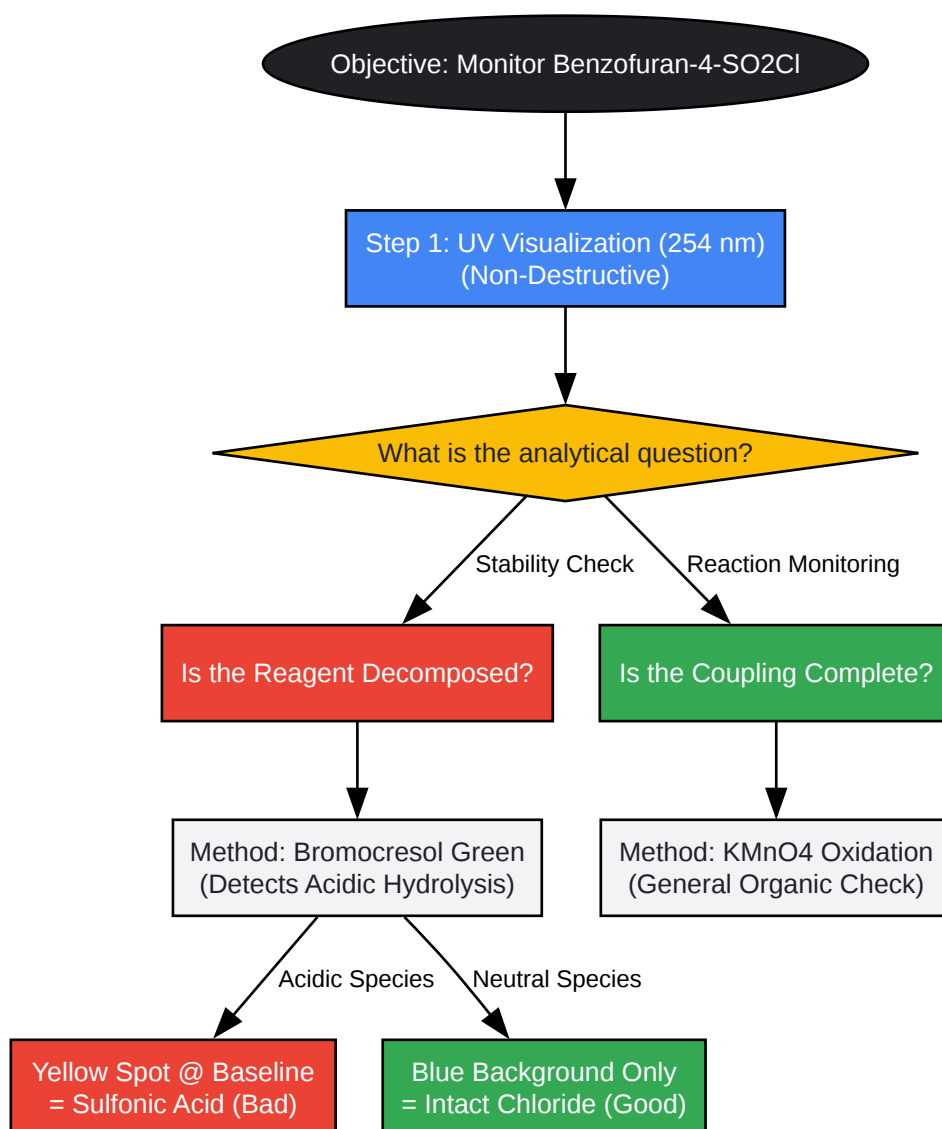 Objective: Monitor Benzofuran-4-SO2Cl
Step 1: UV Visualization (254 nm)
(Non-Destructive)
What is the analytical question?
Stability Check
Reaction Monitoring
Is the Reagent Decomposed?
Is the Coupling Complete?
Method: Bromocresol Green
(Detects Acidic Hydrolysis)
Method: KMnO4 Oxidation
(General Organic Check)
Acidic Species
Neutral Species
Yellow Spot @ Baseline
= Sulfonic Acid (Bad)
Blue Background Only
= Intact Chloride (Good)